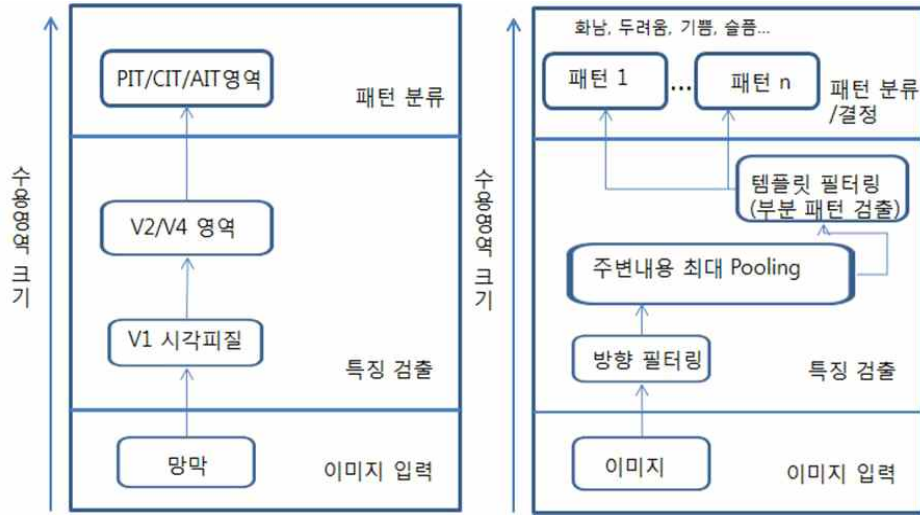 수용영역 크기
PIT/CIT/AIT영역
패턴 분류
V2/V4 영역
V1 시각피질
특징 검출
망막
이미지 입력
수용영역 크기
화남, 두려움, 기쁨, 슬픔...
패턴 1
...
패턴 n
패턴 분류
/결정
템플릿 필터링
(부분 패턴 검출)
주변내용 최대 Pooling
방향 필터링
특징 검출
이미지
이미지 입력